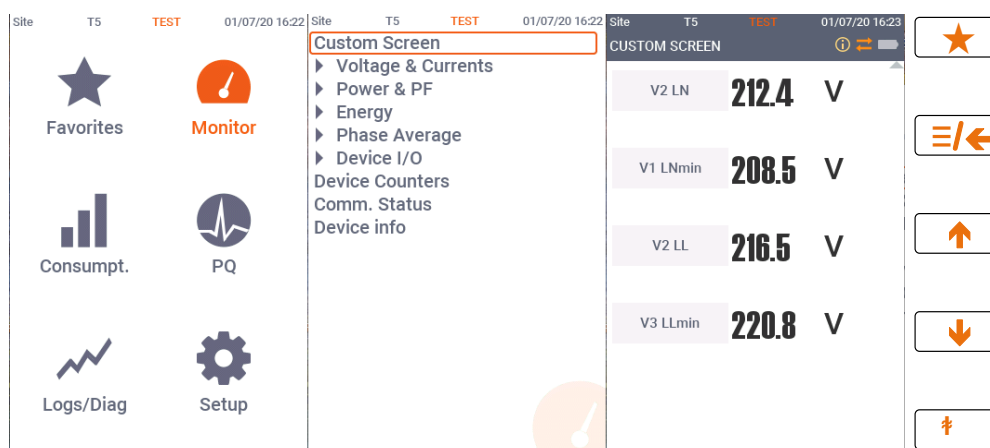 Site T5 TEST 01/07/20 16:22
Favorites Monitor
Consumpt. PQ
Logs/Diag Setup
Site T5 TEST 01/07/20 16:22
Custom Screen
Voltage & Currents
Power & PF
Energy
Phase Average
Device I/O
Device Counters
Comm. Status
Device info
Site T5 TEST 01/07/20 16:23
CUSTOM SCREEN
V2 LN 212.4 V
V1 LNmin 208.5 V
V2 LL 216.5 V
V3 LLmin 220.8 V